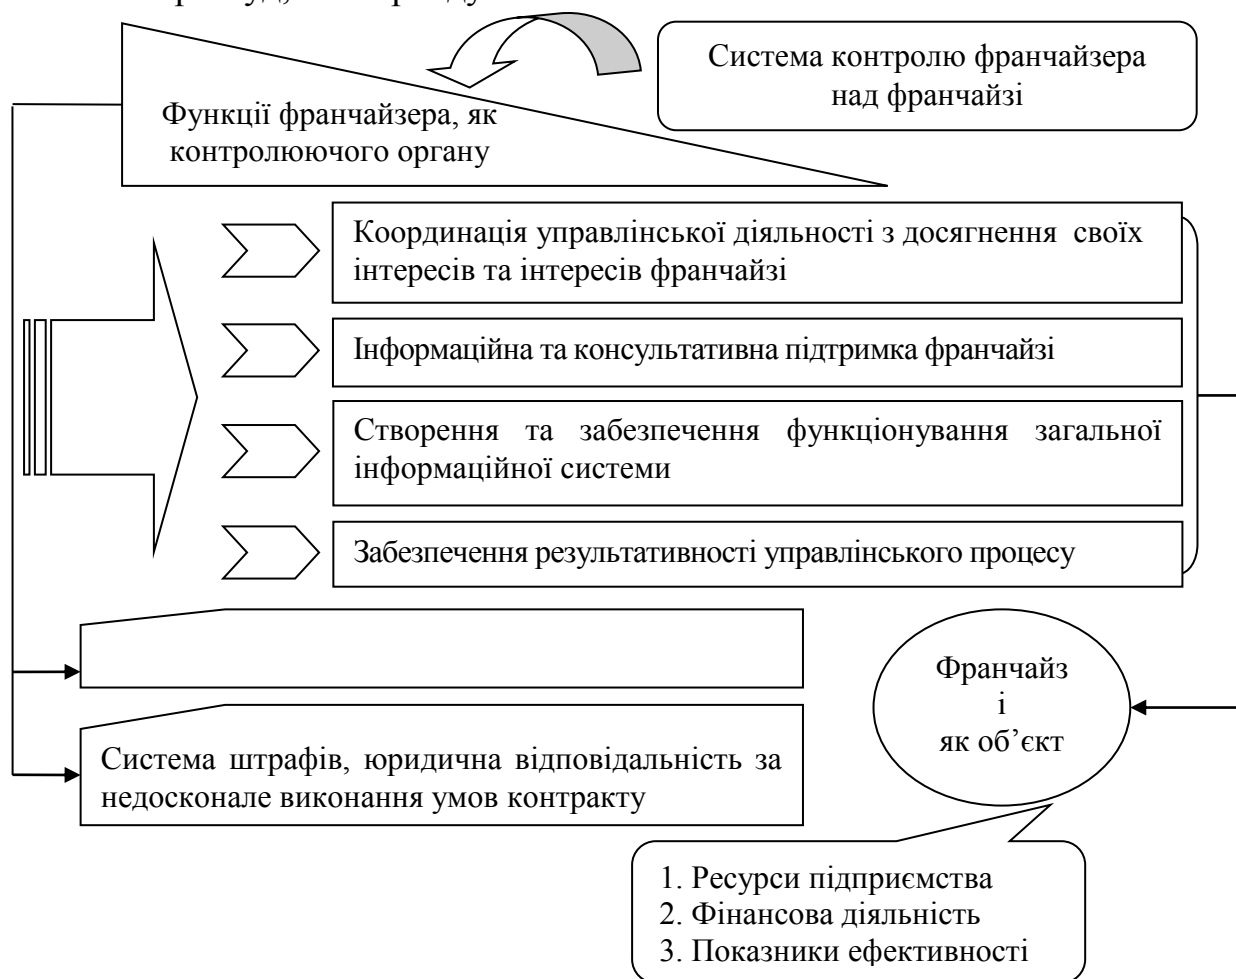 Система контролю франчайзера
над франчайзі
Функції франчайзера, як
контролюючого органу
Координація управлінської діяльності з досягнення своїх
інтересів та інтересів франчайзі
Інформаційна та консультативна підтримка франчайзі
Створення та забезпечення функціонування загальної
інформаційної системи
Забезпечення результативності управлінського процесу
Франчайз
і
як об’єкт
Система штрафів, юридична відповідальність за
недосконале виконання умов контракту
1. Ресурси підприємства
2. Фінансова діяльність
3. Показники ефективності